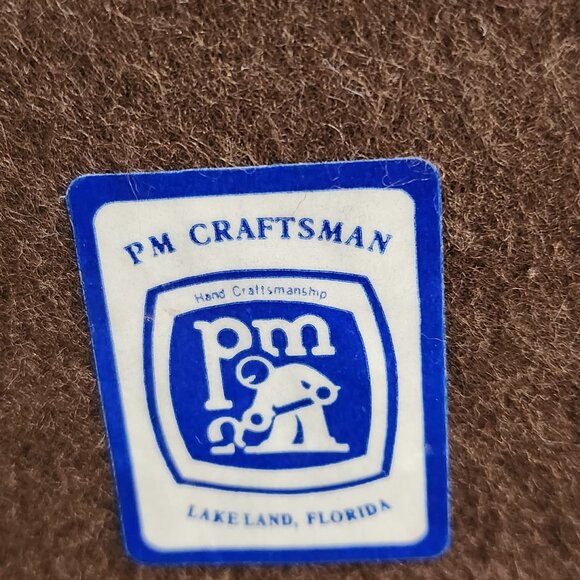 PM CRAFTSMAN
Hand Craftsmanship
pm
LAKELAND, FLORIDA